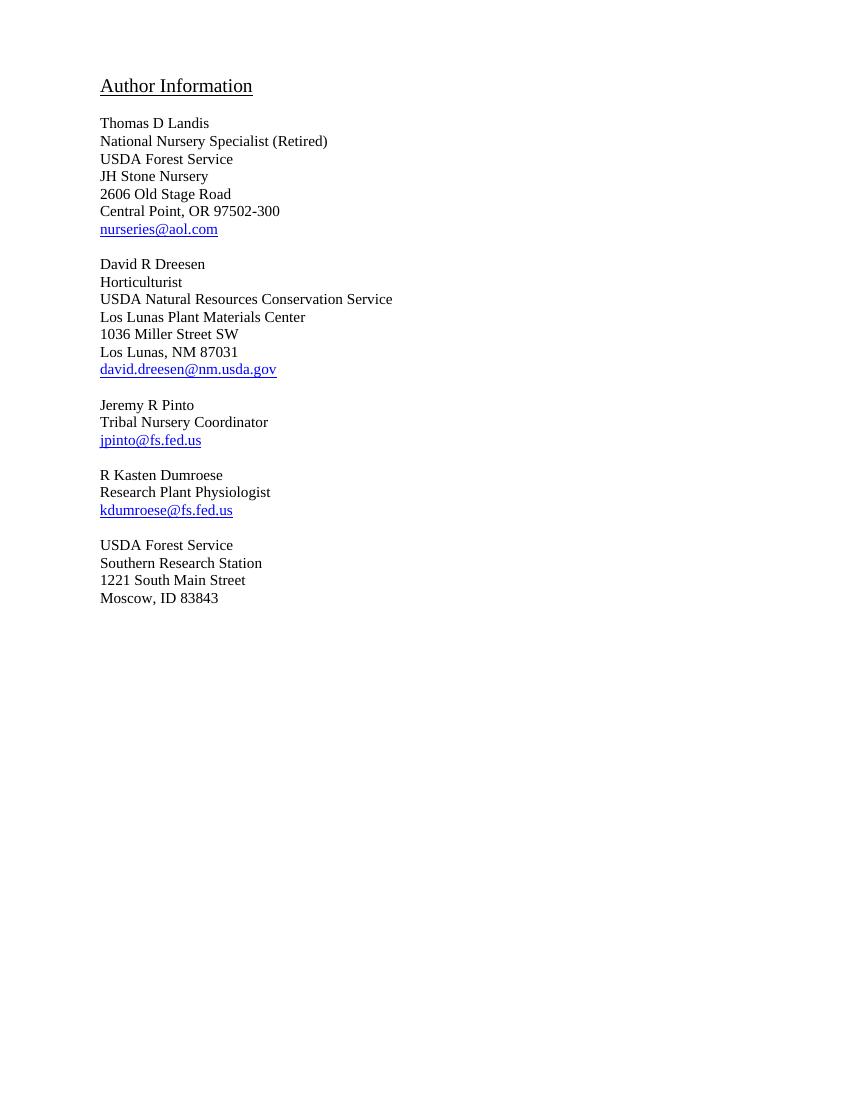 Author Information
Thomas D Landis
National Nursery Specialist (Retired)
USDA Forest Service
JH Stone Nursery
2606 Old Stage Road
Central Point, OR 97502-300
nurseries@aol.com
David R Dreesen
Horticulturist
USDA Natural Resources Conservation Service
Los Lunas Plant Materials Center
1036 Miller Street SW
Los Lunas, NM 87031
david.dreesen@nm.usda.gov
Jeremy R Pinto
Tribal Nursery Coordinator
jpinto@fs.fed.us
R Kasten Dumroese
Research Plant Physiologist
kdumroese@fs.fed.us
USDA Forest Service
Southern Research Station
1221 South Main Street
Moscow, ID 83843